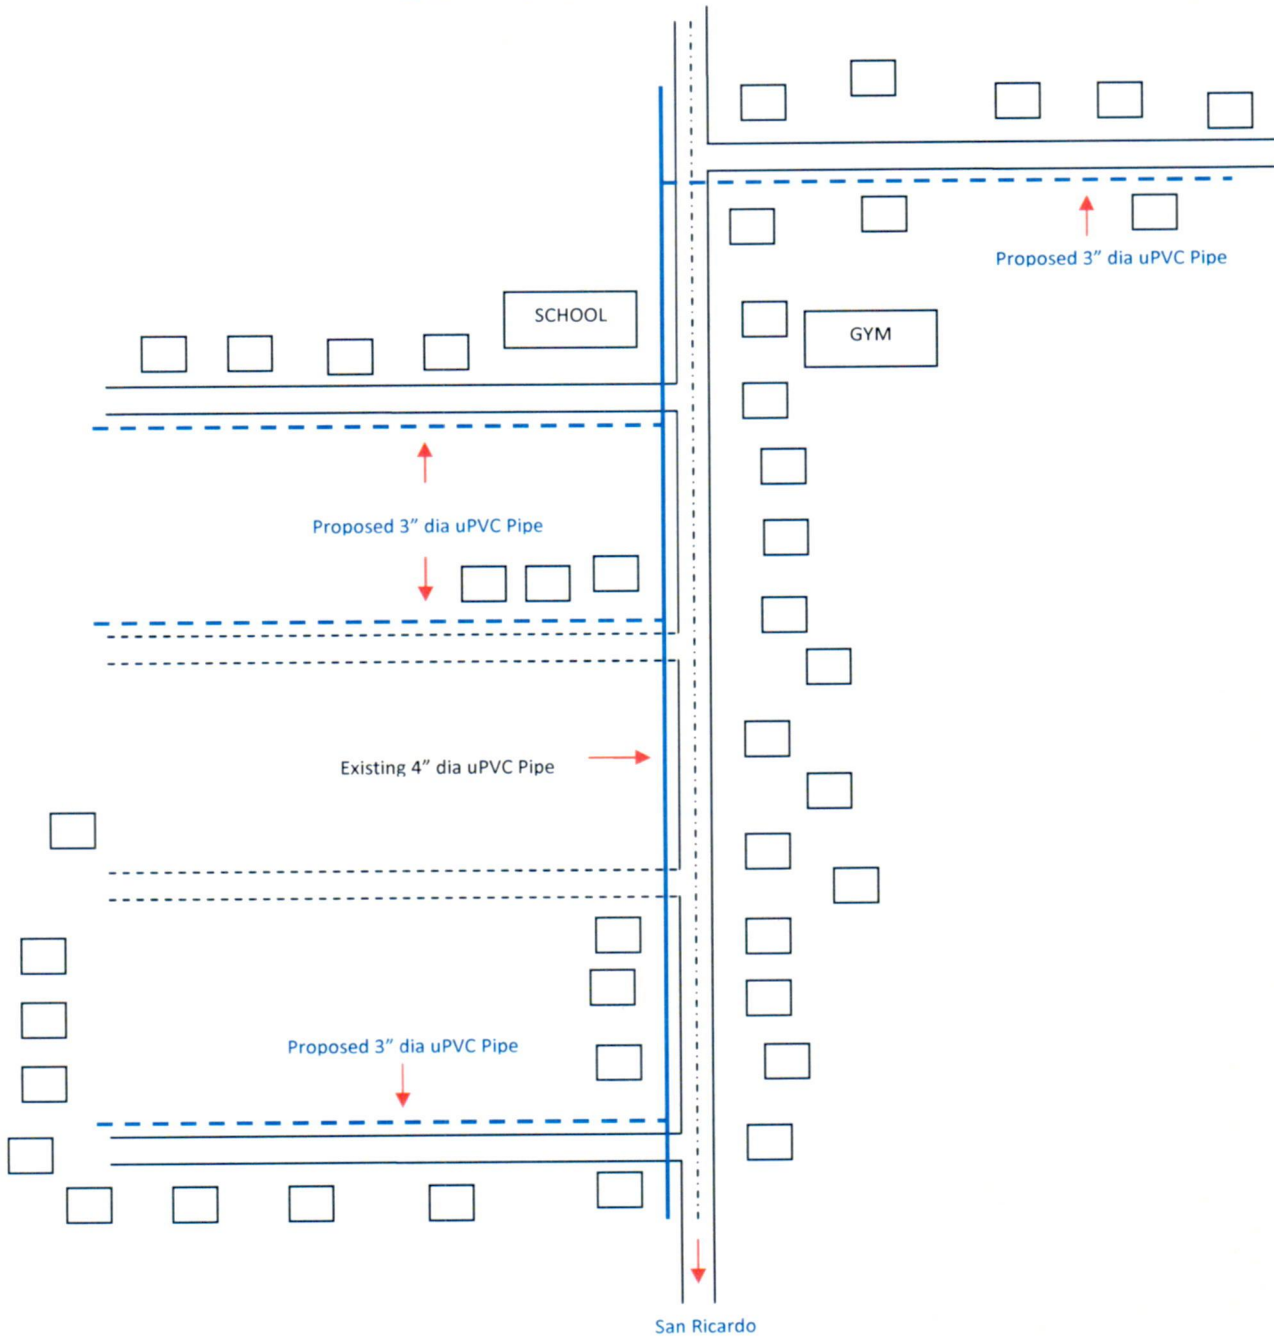 Proposed 3” dia uPVC Pipe
SCHOOL
GYM
Proposed 3” dia uPVC Pipe
Existing 4” dia uPVC Pipe
Proposed 3” dia uPVC Pipe
San Ricardo